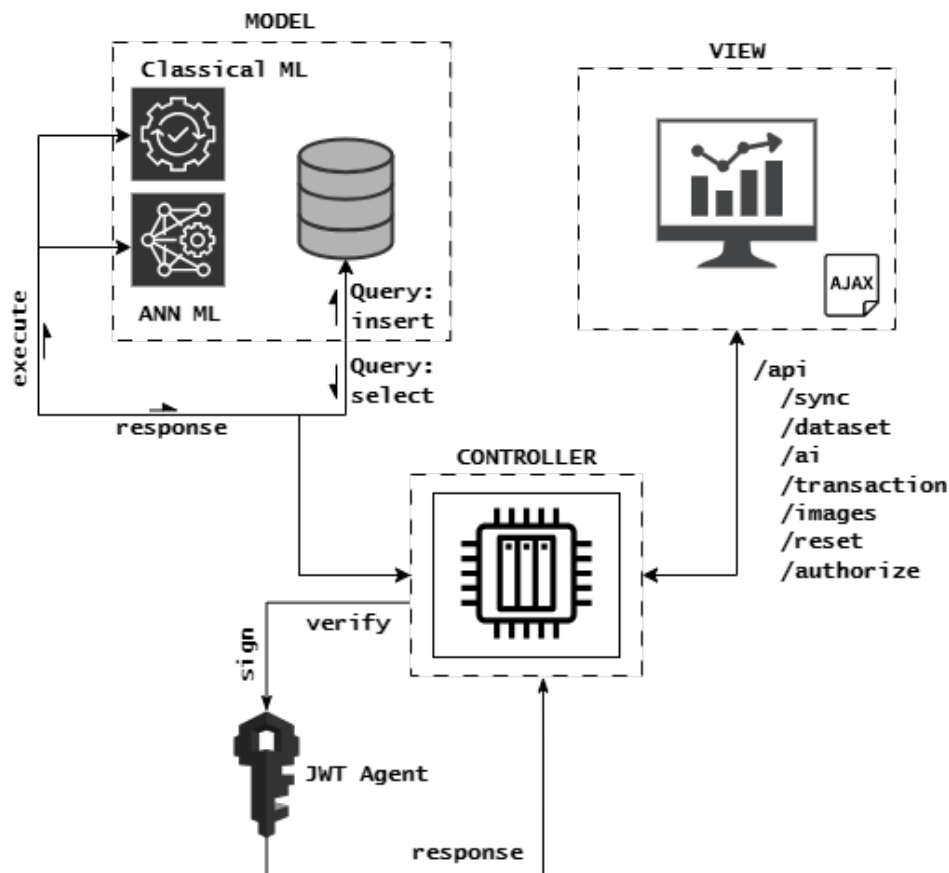 MODEL
Classical ML
ANN ML
Query:
insert
Query:
select
execute
response
VIEW
AJAX
/api
/sync
/dataset
/ai
/transaction
/images
/reset
/authorize
CONTROLLER
verify
sign
JWT Agent
response